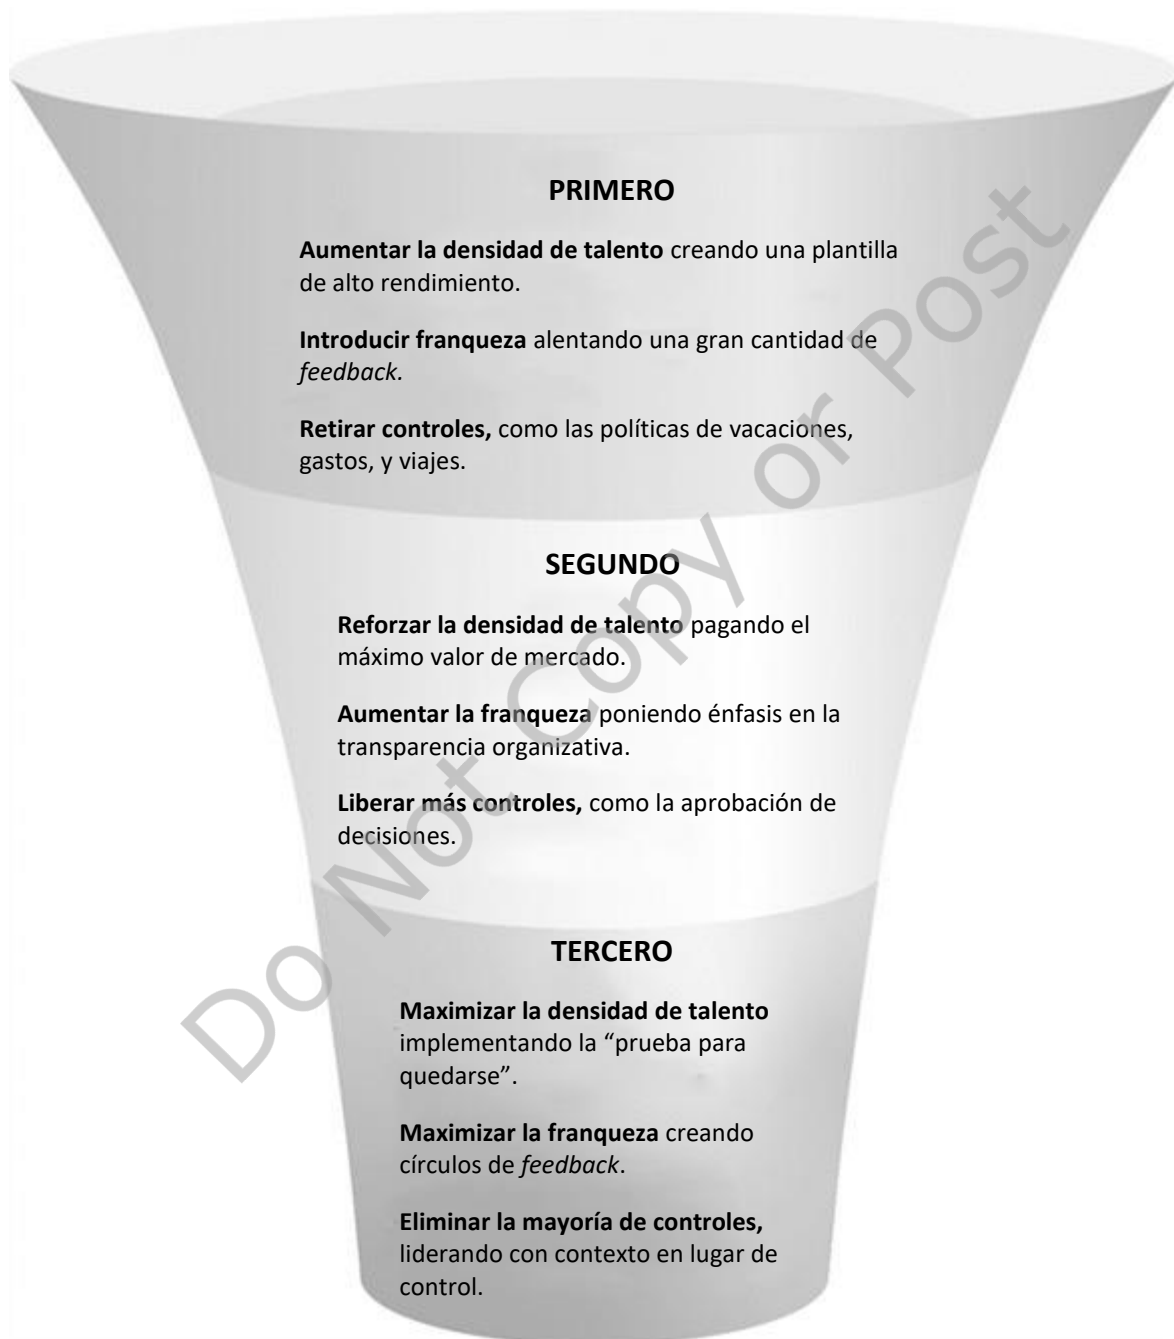 PRIMERO
Aumentar la densidad de talento creando una plantilla
de alto rendimiento.
Introducir franqueza alentando una gran cantidad de
feedback.
Retirar controles, como las políticas de vacaciones,
gastos, y viajes.
SEGUNDO
Reforzar la densidad de talento pagando el
máximo valor de mercado.
Aumentar la franqueza poniendo énfasis en la
transparencia organizativa.
Liberar más controles, como la aprobación de
decisiones.
TERCERO
Maximizar la densidad de talento
implementando la “prueba para
quedarse”.
Maximizar la franqueza creando
círculos de feedback.
Eliminar la mayoría de controles,
liderando con contexto en lugar de
control.
Do Not Copy or Post